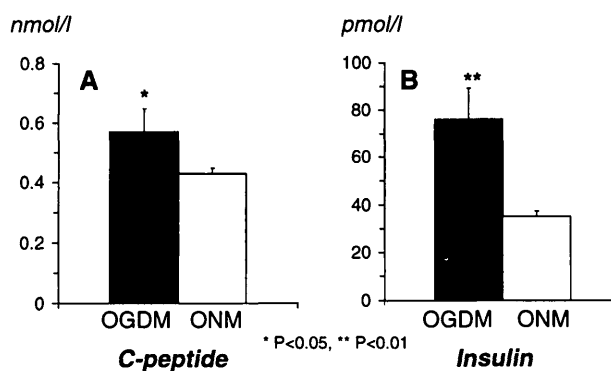 nmol/l
pmol/l
0.8
0.6
0.4
0.2
0
A
*
OGDM ONM
C-peptide
100
80
60
40
20
0
B
**
OGDM ONM
Insulin
* P<0.05, ** P<0.01